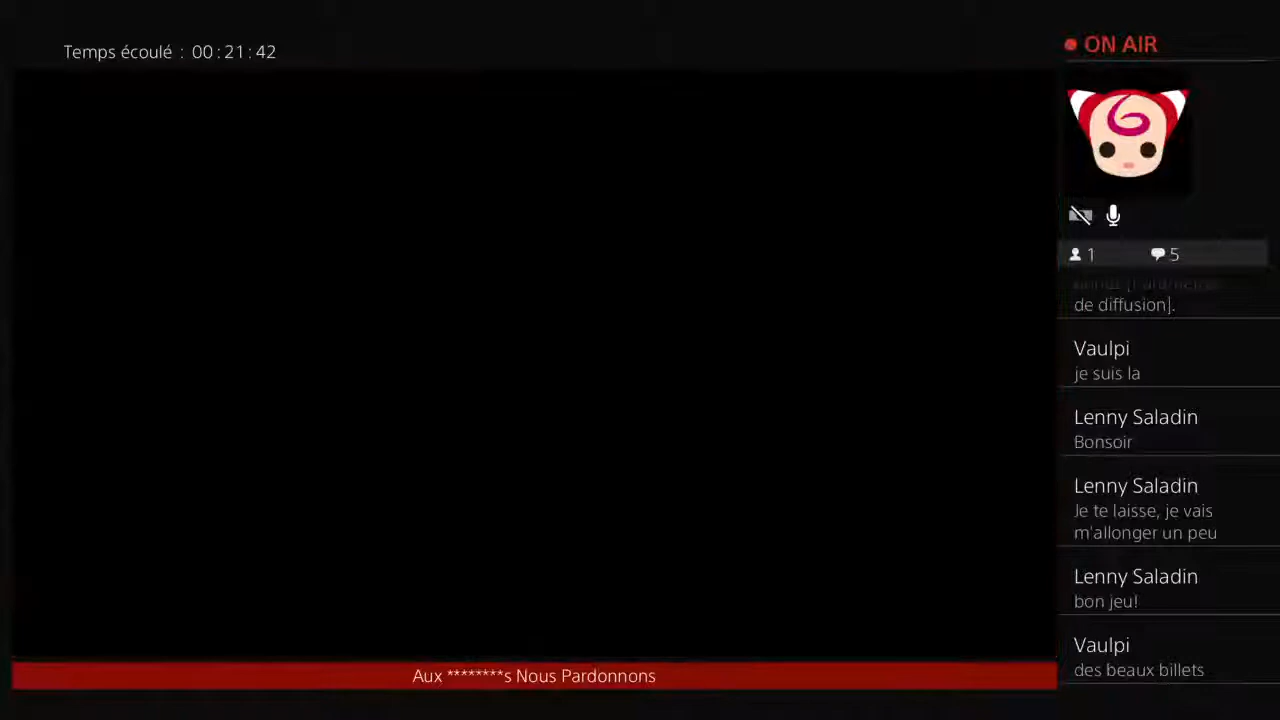 Temps écoulé : 00:21:42
ON AIR
1
5
de diffusion].
Vaulpi
je suis la
Lenny Saladin
Bonsoir
Lenny Saladin
Je te laisse, je vais
m'allonger un peu
Lenny Saladin
bon jeu!
Vaulpi
des beaux billets
Aux ********s Nous Pardonnons